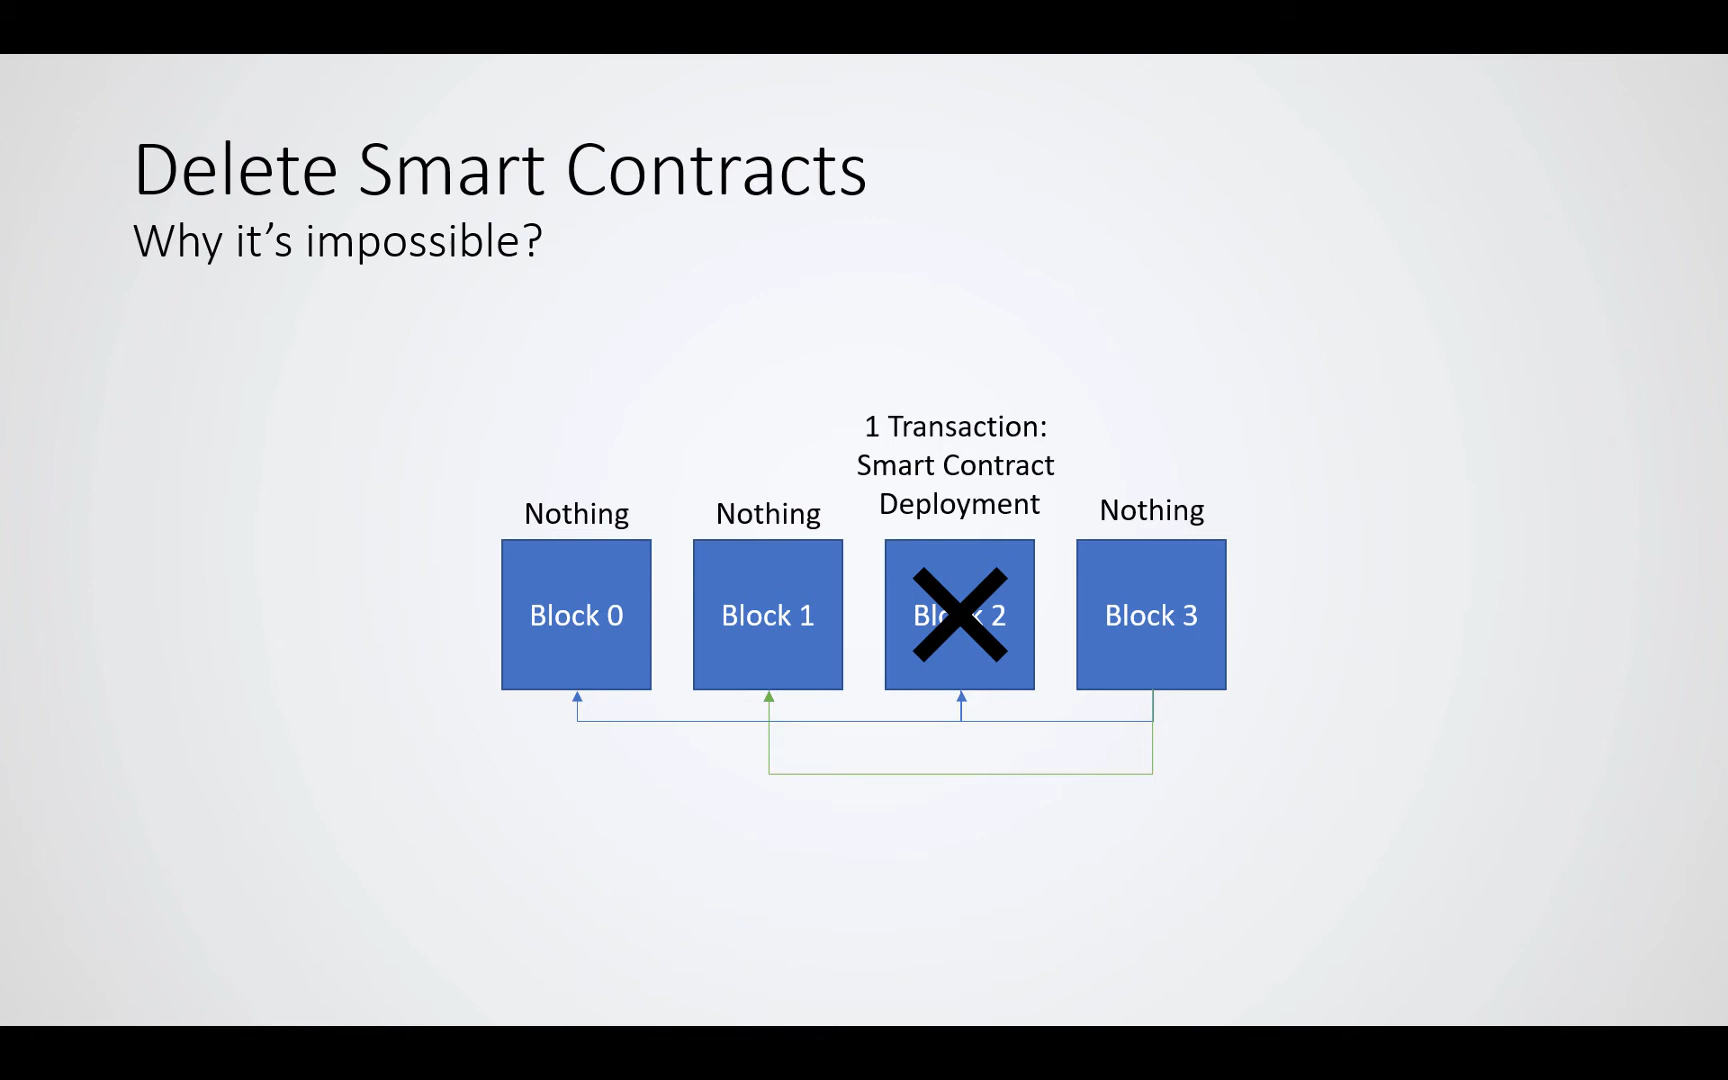 Delete Smart Contracts
Why it’s impossible?
1 Transaction:
Smart Contract
Deployment
Nothing
Nothing
Nothing
Block 0
Block 1
Block 2
Block 3